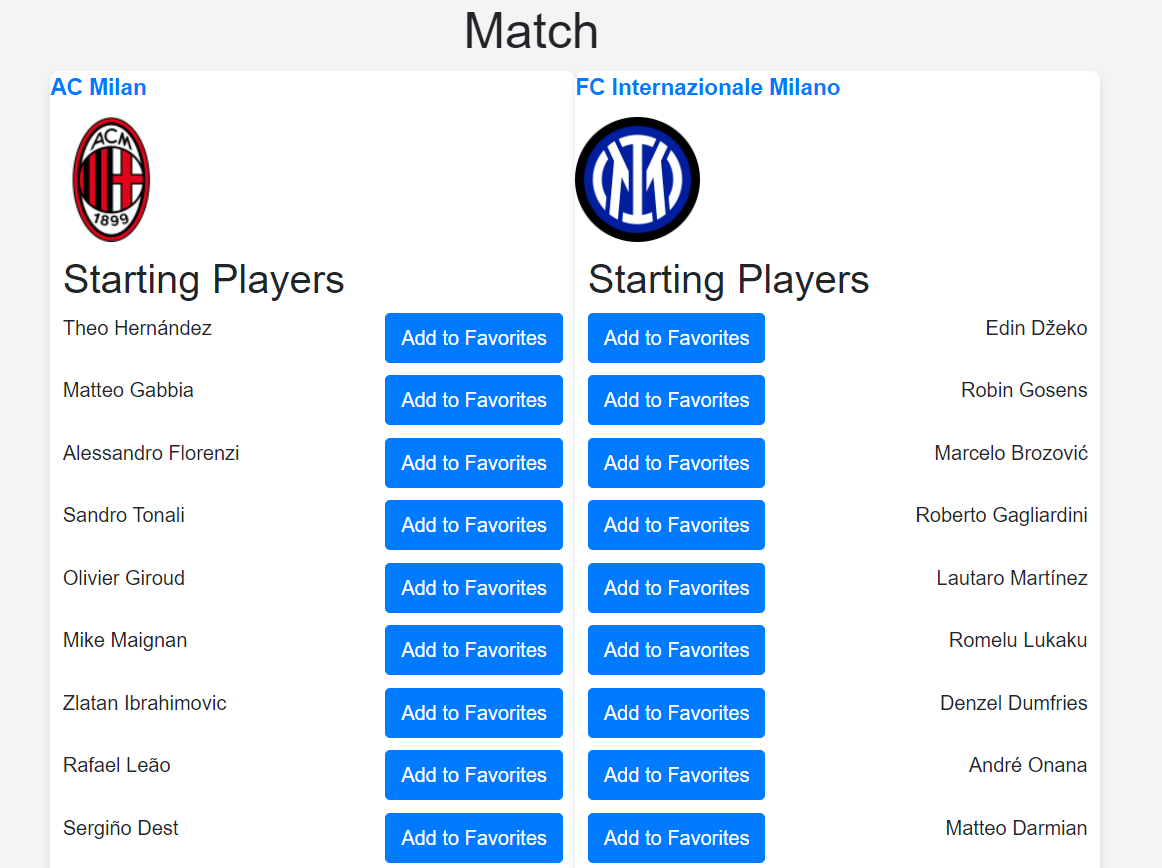 Match
AC Milan
FC Internazionale Milano
ACM
1899
Starting Players
Starting Players
Theo Hernández Add to Favorites Add to Favorites Edin Džeko
Matteo Gabbia Add to Favorites Add to Favorites Robin Gosens
Alessandro Florenzi Add to Favorites Add to Favorites Marcelo Brozović
Sandro Tonali Add to Favorites Add to Favorites Roberto Gagliardini
Olivier Giroud Add to Favorites Add to Favorites Lautaro Martínez
Mike Maignan Add to Favorites Add to Favorites Romelu Lukaku
Zlatan Ibrahimovic Add to Favorites Add to Favorites Denzel Dumfries
Rafael Leão Add to Favorites Add to Favorites André Onana
Sergiño Dest Add to Favorites Add to Favorites Matteo Darmian